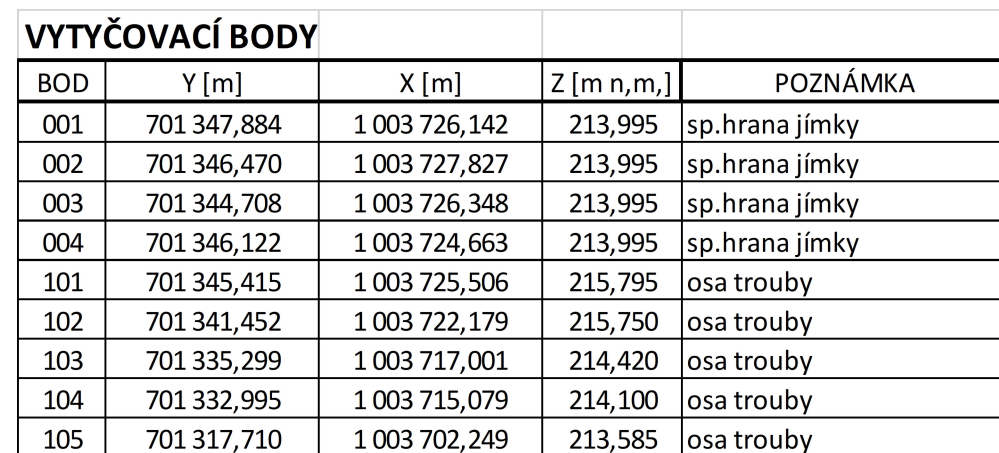 VYTYČOVACÍ BODY
BOD Y [m] X [m] Z [m n,m,] POZNÁMKA
001 701 347,884 1 003 726,142 213,995 sp.hrana jímky
002 701 346,470 1 003 727,827 213,995 sp.hrana jímky
003 701 344,708 1 003 726,348 213,995 sp.hrana jímky
004 701 346,122 1 003 724,663 213,995 sp.hrana jímky
101 701 345,415 1 003 725,506 215,795 osa trouby
102 701 341,452 1 003 722,179 215,750 osa trouby
103 701 335,299 1 003 717,001 214,420 osa trouby
104 701 332,995 1 003 715,079 214,100 osa trouby
105 701 317,710 1 003 702,249 213,585 osa trouby